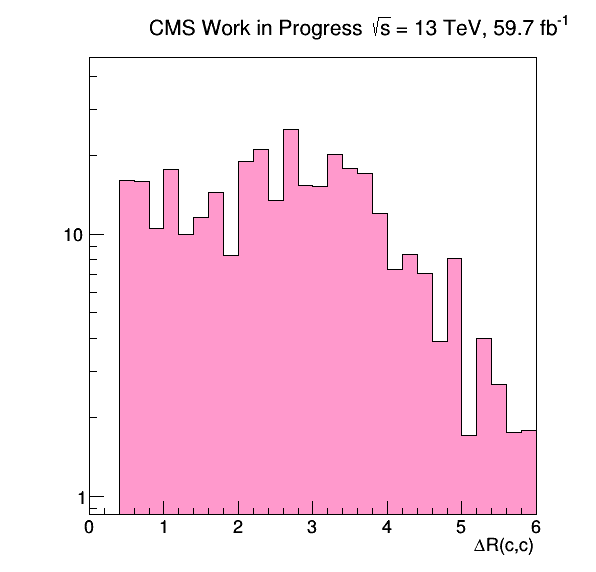 CMS Work in Progress √s = 13 TeV, 59.7 fb⁻¹
10
1
0 1 2 3 4 5 6
ΔR(c,c)